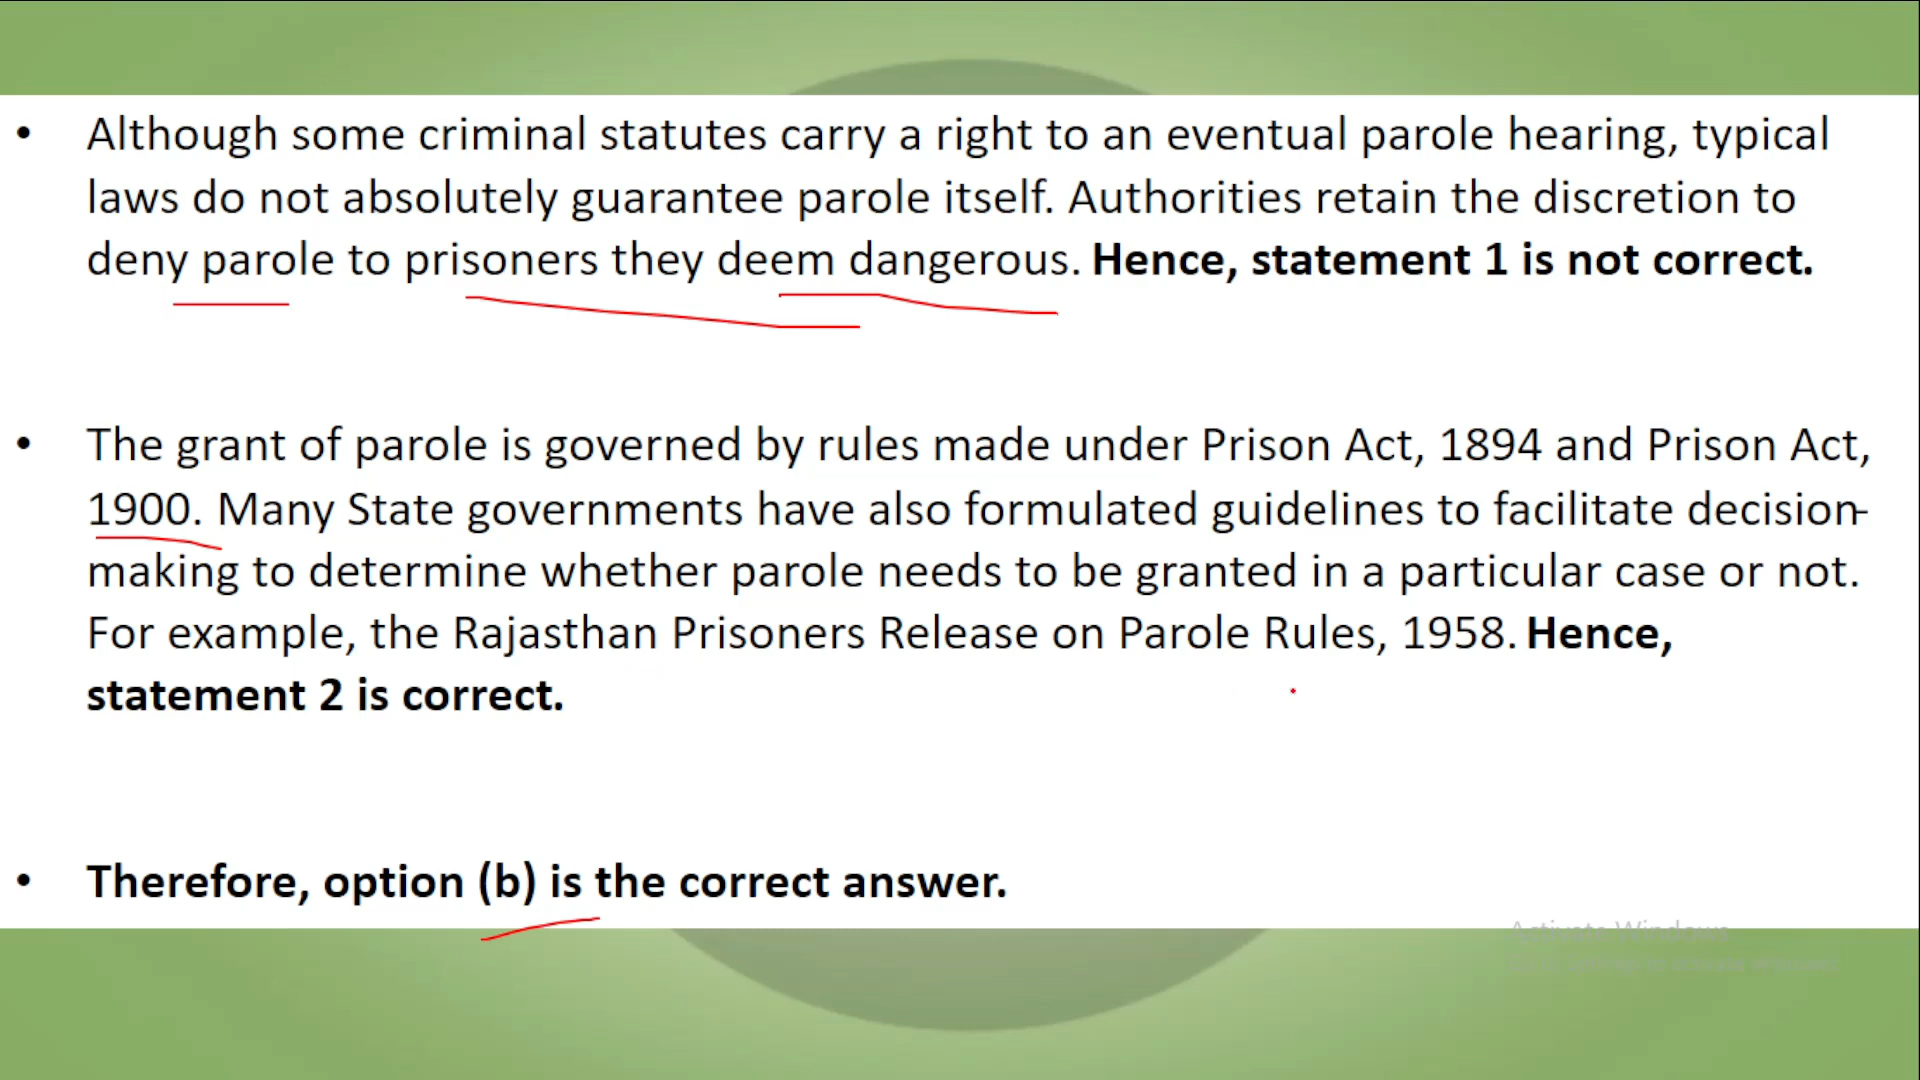 • Although some criminal statutes carry a right to an eventual parole hearing, typical
laws do not absolutely guarantee parole itself. Authorities retain the discretion to
deny parole to prisoners they deem dangerous. Hence, statement 1 is not correct.
• The grant of parole is governed by rules made under Prison Act, 1894 and Prison Act,
1900. Many State governments have also formulated guidelines to facilitate decision-
making to determine whether parole needs to be granted in a particular case or not.
For example, the Rajasthan Prisoners Release on Parole Rules, 1958. Hence,
statement 2 is correct.
• Therefore, option (b) is the correct answer.
Activate Windows